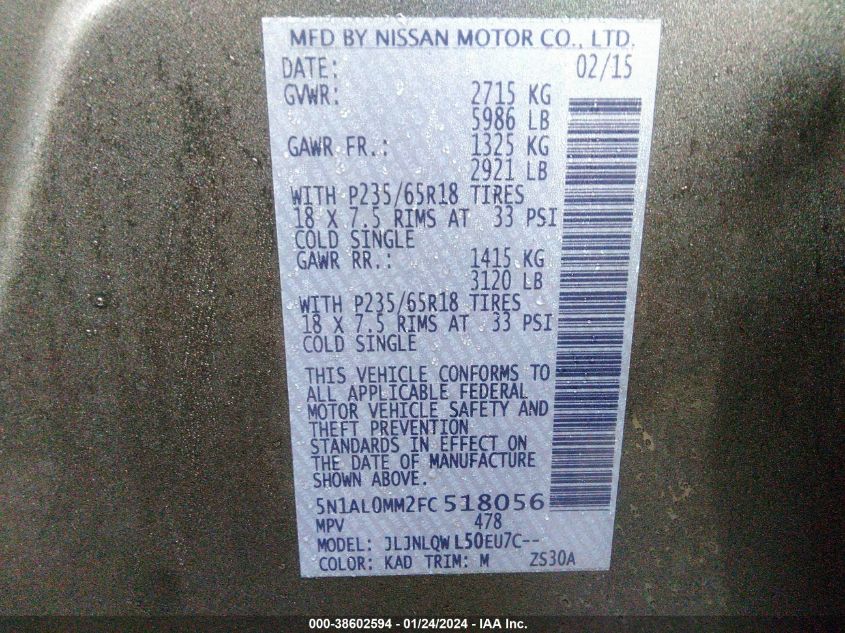 MFD BY NISSAN MOTOR CO., LTD.
DATE: 02/15
GVWR: 2715 KG
5986 LB
GAWR FR.: 1325 KG
2921 LB
WITH P235/65R18 TIRES
18 X 7.5 RIMS AT 33 PSI
COLD SINGLE
GAWR RR.: 1415 KG
3120 LB
WITH P235/65R18 TIRES
18 X 7.5 RIMS AT 33 PSI
COLD SINGLE
THIS VEHICLE CONFORMS TO
ALL APPLICABLE FEDERAL
MOTOR VEHICLE SAFETY AND
THEFT PREVENTION
STANDARDS IN EFFECT ON
THE DATE OF MANUFACTURE
SHOWN ABOVE.
5N1AL0MM2FC518056
MPV 478
MODEL: JLJNLQWL50EU7C--
COLOR: KAD TRIM: M ZS30A
000-38602594 - 01/24/2024 - IAA Inc.